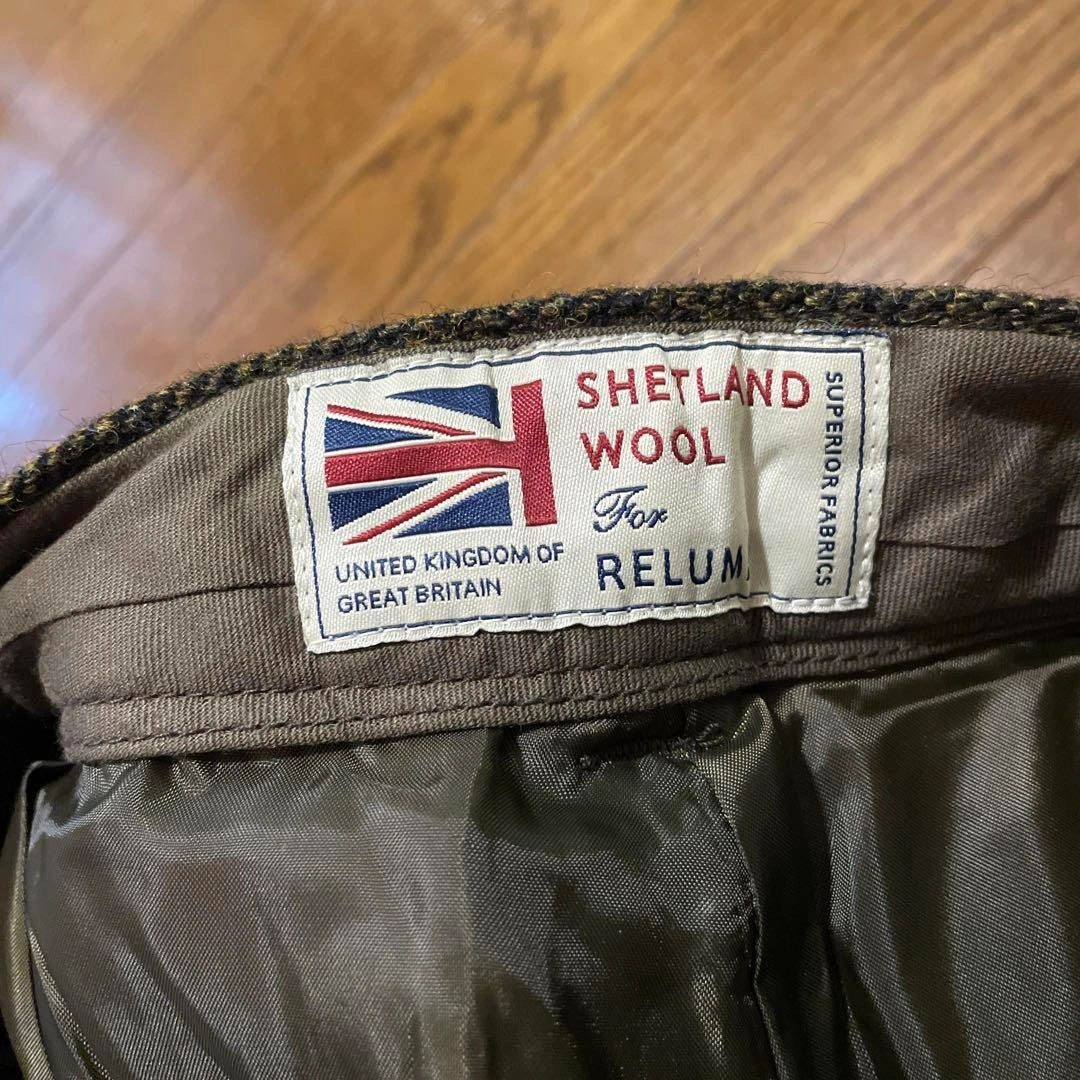 SHETLAND
WOOL
For
RELUM
UNITED KINGDOM OF
GREAT BRITAIN
SUPERIOR FABRICS